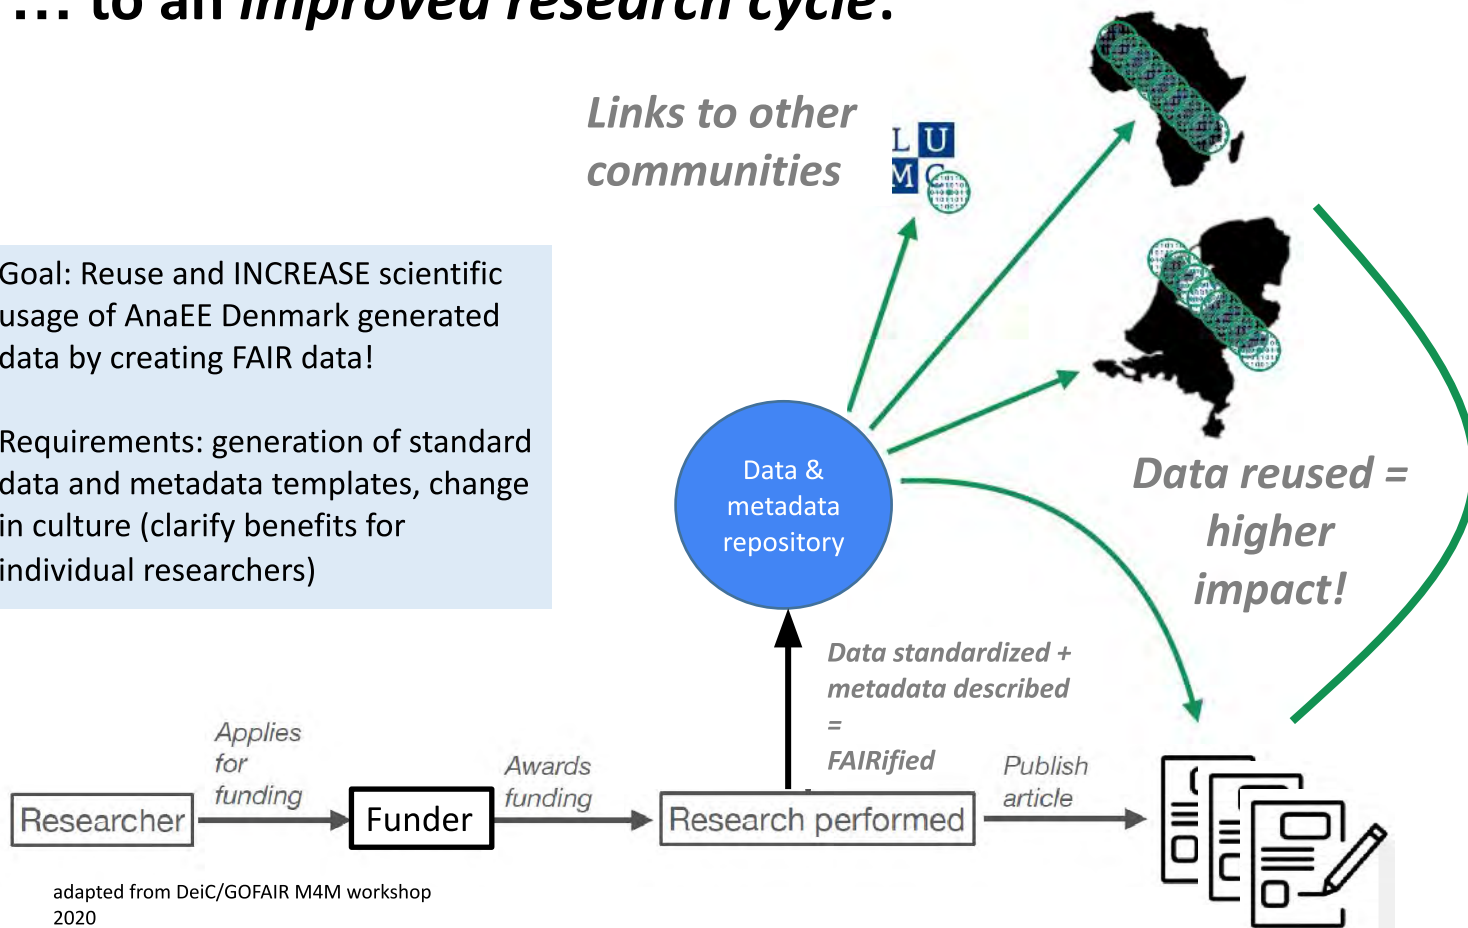 ... to an improved research cycle.
Links to other
communities
L U
M C
Goal: Reuse and INCREASE scientific
usage of AnaEE Denmark generated
data by creating FAIR data!
Requirements: generation of standard
data and metadata templates, change
in culture (clarify benefits for
individual researchers)
Data &
metadata
repository
Data reused =
higher
impact!
Data standardized +
metadata described
=
FAIRified
Applies
for
funding
Awards
funding
Publish
article
Researcher
Funder
Research performed
adapted from DeiC/GOFAIR M4M workshop
2020